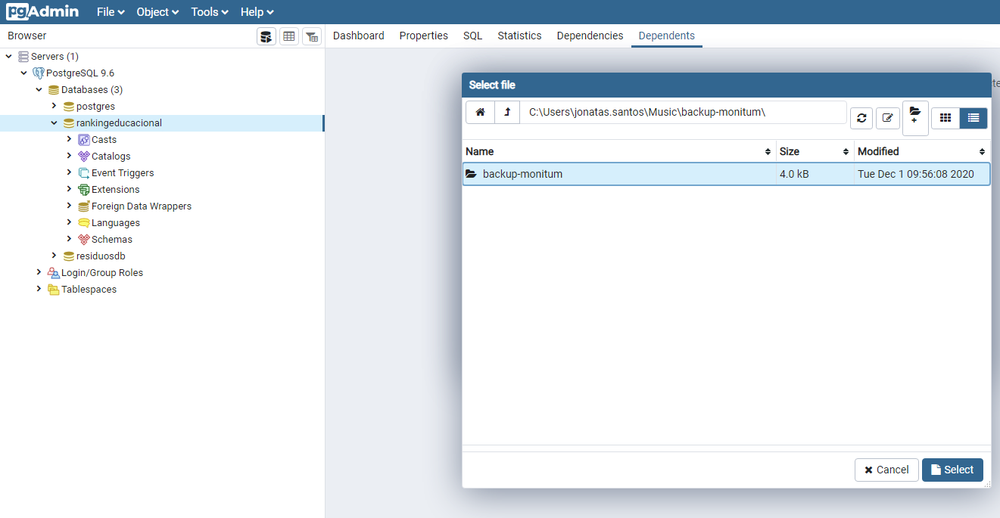 pgAdmin File Object Tools Help
Browser
Dashboard Properties SQL Statistics Dependencies Dependents
Servers (1)
PostgreSQL 9.6
Databases (3)
postgres
rankingeducacional
Casts
Catalogs
Event Triggers
Extensions
Foreign Data Wrappers
Languages
Schemas
residuosdb
Login/Group Roles
Tablespaces
Select file
C:\Users\jonatas.santos\Music\backup-monitum\
Name Size Modified
backup-monitum 4.0 kB Tue Dec 1 09:56:08 2020
Cancel Select